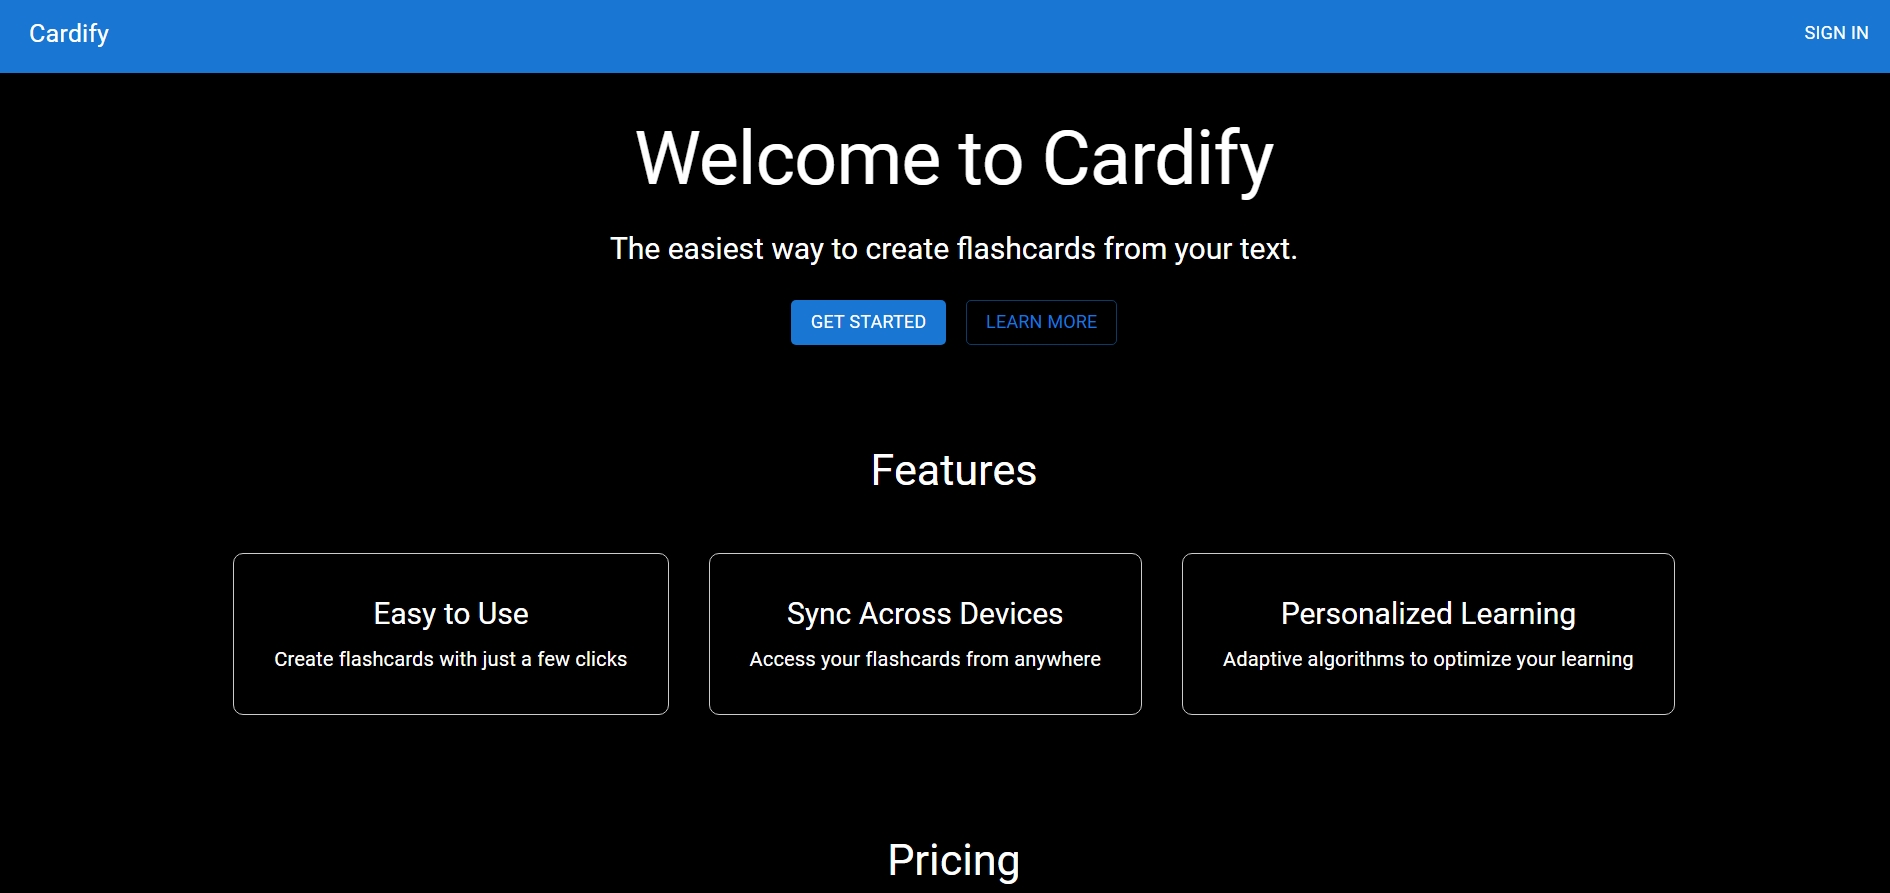 Cardify
SIGN IN
Welcome to Cardify
The easiest way to create flashcards from your text.
GET STARTED
LEARN MORE
Features
Easy to Use
Create flashcards with just a few clicks
Sync Across Devices
Access your flashcards from anywhere
Personalized Learning
Adaptive algorithms to optimize your learning
Pricing